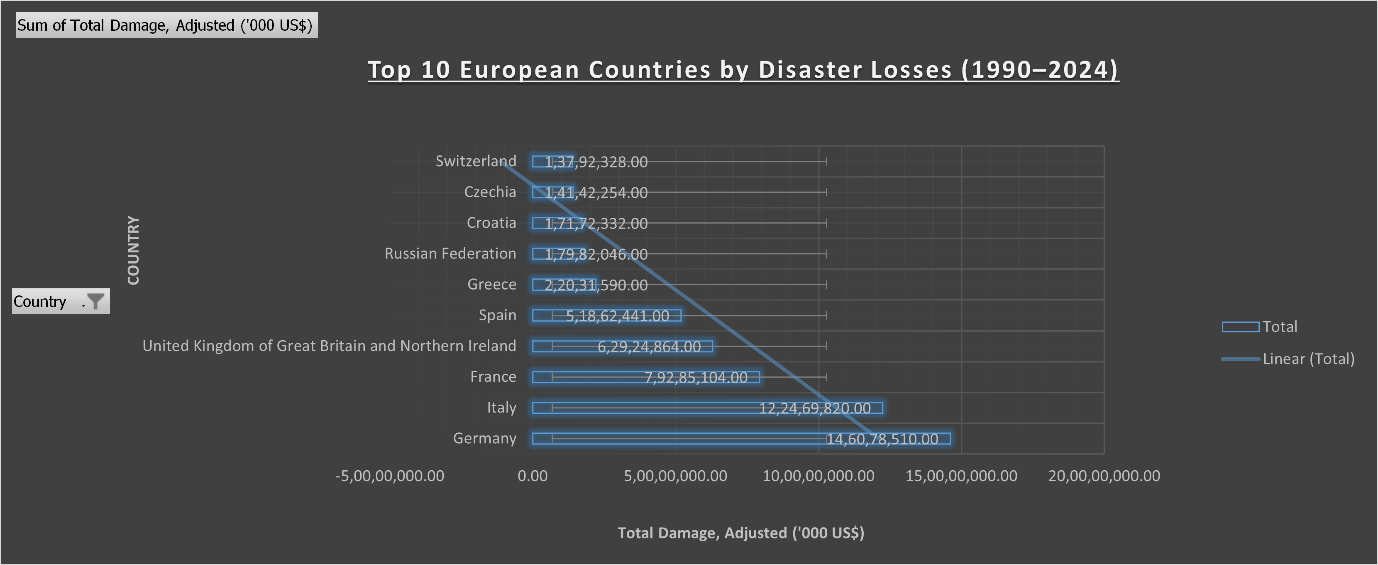 Sum of Total Damage, Adjusted ('000 US$)
Top 10 European Countries by Disaster Losses (1990–2024)
COUNTRY
Country
Switzerland 1,37,92,328.00
Czechia 1,41,42,254.00
Croatia 1,71,72,332.00
Russian Federation 1,79,82,046.00
Greece 2,20,31,590.00
Spain 5,18,62,441.00
United Kingdom of Great Britain and Northern Ireland 6,29,24,864.00
France 7,92,85,104.00
Italy 12,24,69,820.00
Germany 14,60,78,510.00
-5,00,00,000.00 0.00 5,00,00,000.00 10,00,00,000.00 15,00,00,000.00 20,00,00,000.00
Total Damage, Adjusted ('000 US$)
Total
Linear (Total)